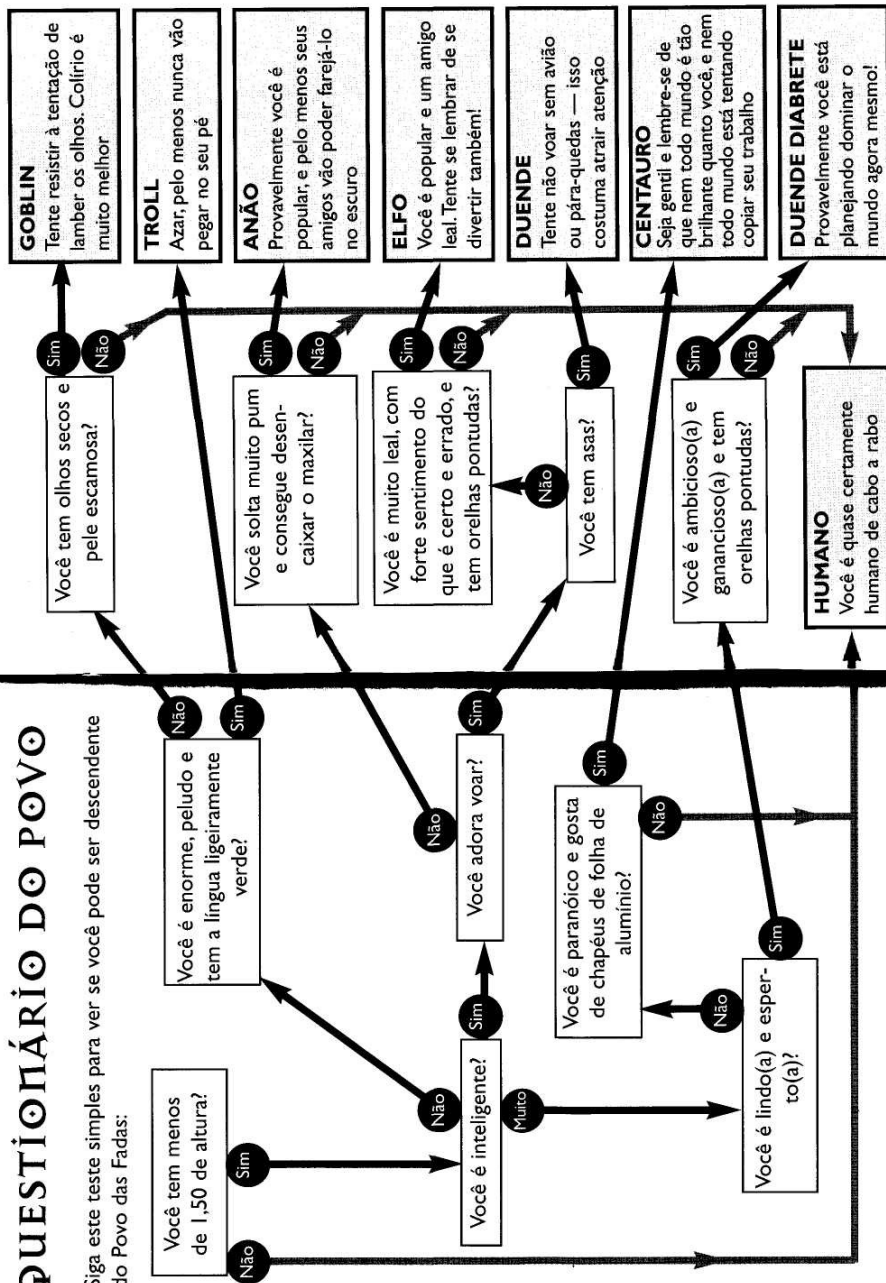 QUESTIONÁRIO DO POVO
Siga este teste simples para ver se você pode ser descendente
do Povo das Fadas:
Você tem menos
de 1,50 de altura?
Não
Sim
Você é inteligente?
Não
Sim
Muito
Você é enorme, peludo e
tem a língua ligeiramente
verde?
Não
Sim
Você adora voar?
Não
Sim
Você é paranóico e gosta
de chapéus de folha de
alumínio?
Sim
Não
Você é lindo(a) e esper-
to(a)?
Não
Sim
Você tem olhos secos e
pele escamosa?
Sim
Não
Você solta muito pum
e consegue desen-
caixar o maxilar?
Sim
Não
Você é muito leal, com
forte sentimento do
que é certo e errado, e
tem orelhas pontudas?
Sim
Não
Você tem asas?
Não
Sim
Você é ambicioso(a) e
ganancioso(a) e tem
orelhas pontudas?
Sim
Não
HUMANO
Você é quase certamente
humano de cabo a rabo
GOBLIN
Tente resistir à tentação de
lamber os olhos. Colírio é
muito melhor
TROLL
Azar, pelo menos nunca vão
pegar no seu pé
ANÃO
Provavelmente você é
popular, e pelo menos seus
amigos vão poder farejá-lo
no escuro
ELFO
Você é popular e um amigo
leal. Tente se lembrar de se
divertir também!
DUENDE
Tente não voar sem avião
ou pára-quedas — isso
costuma atrair atenção
CENTAURO
Seja gentil e lembre-se de
que nem todo mundo é tão
brilhante quanto você, e nem
todo mundo está tentando
copiar seu trabalho
DUENDE DIABRETE
Provavelmente você está
planejando dominar o
mundo agora mesmo!